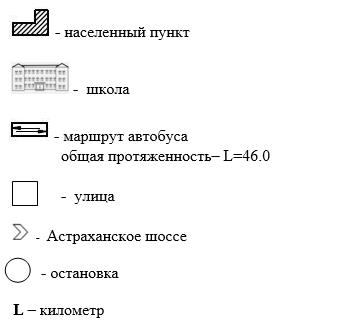 - населенный пункт
- школа
- маршрут автобуса
общая протяженность– L=46.0
- улица
- Астраханское шоссе
- остановка
L – километр